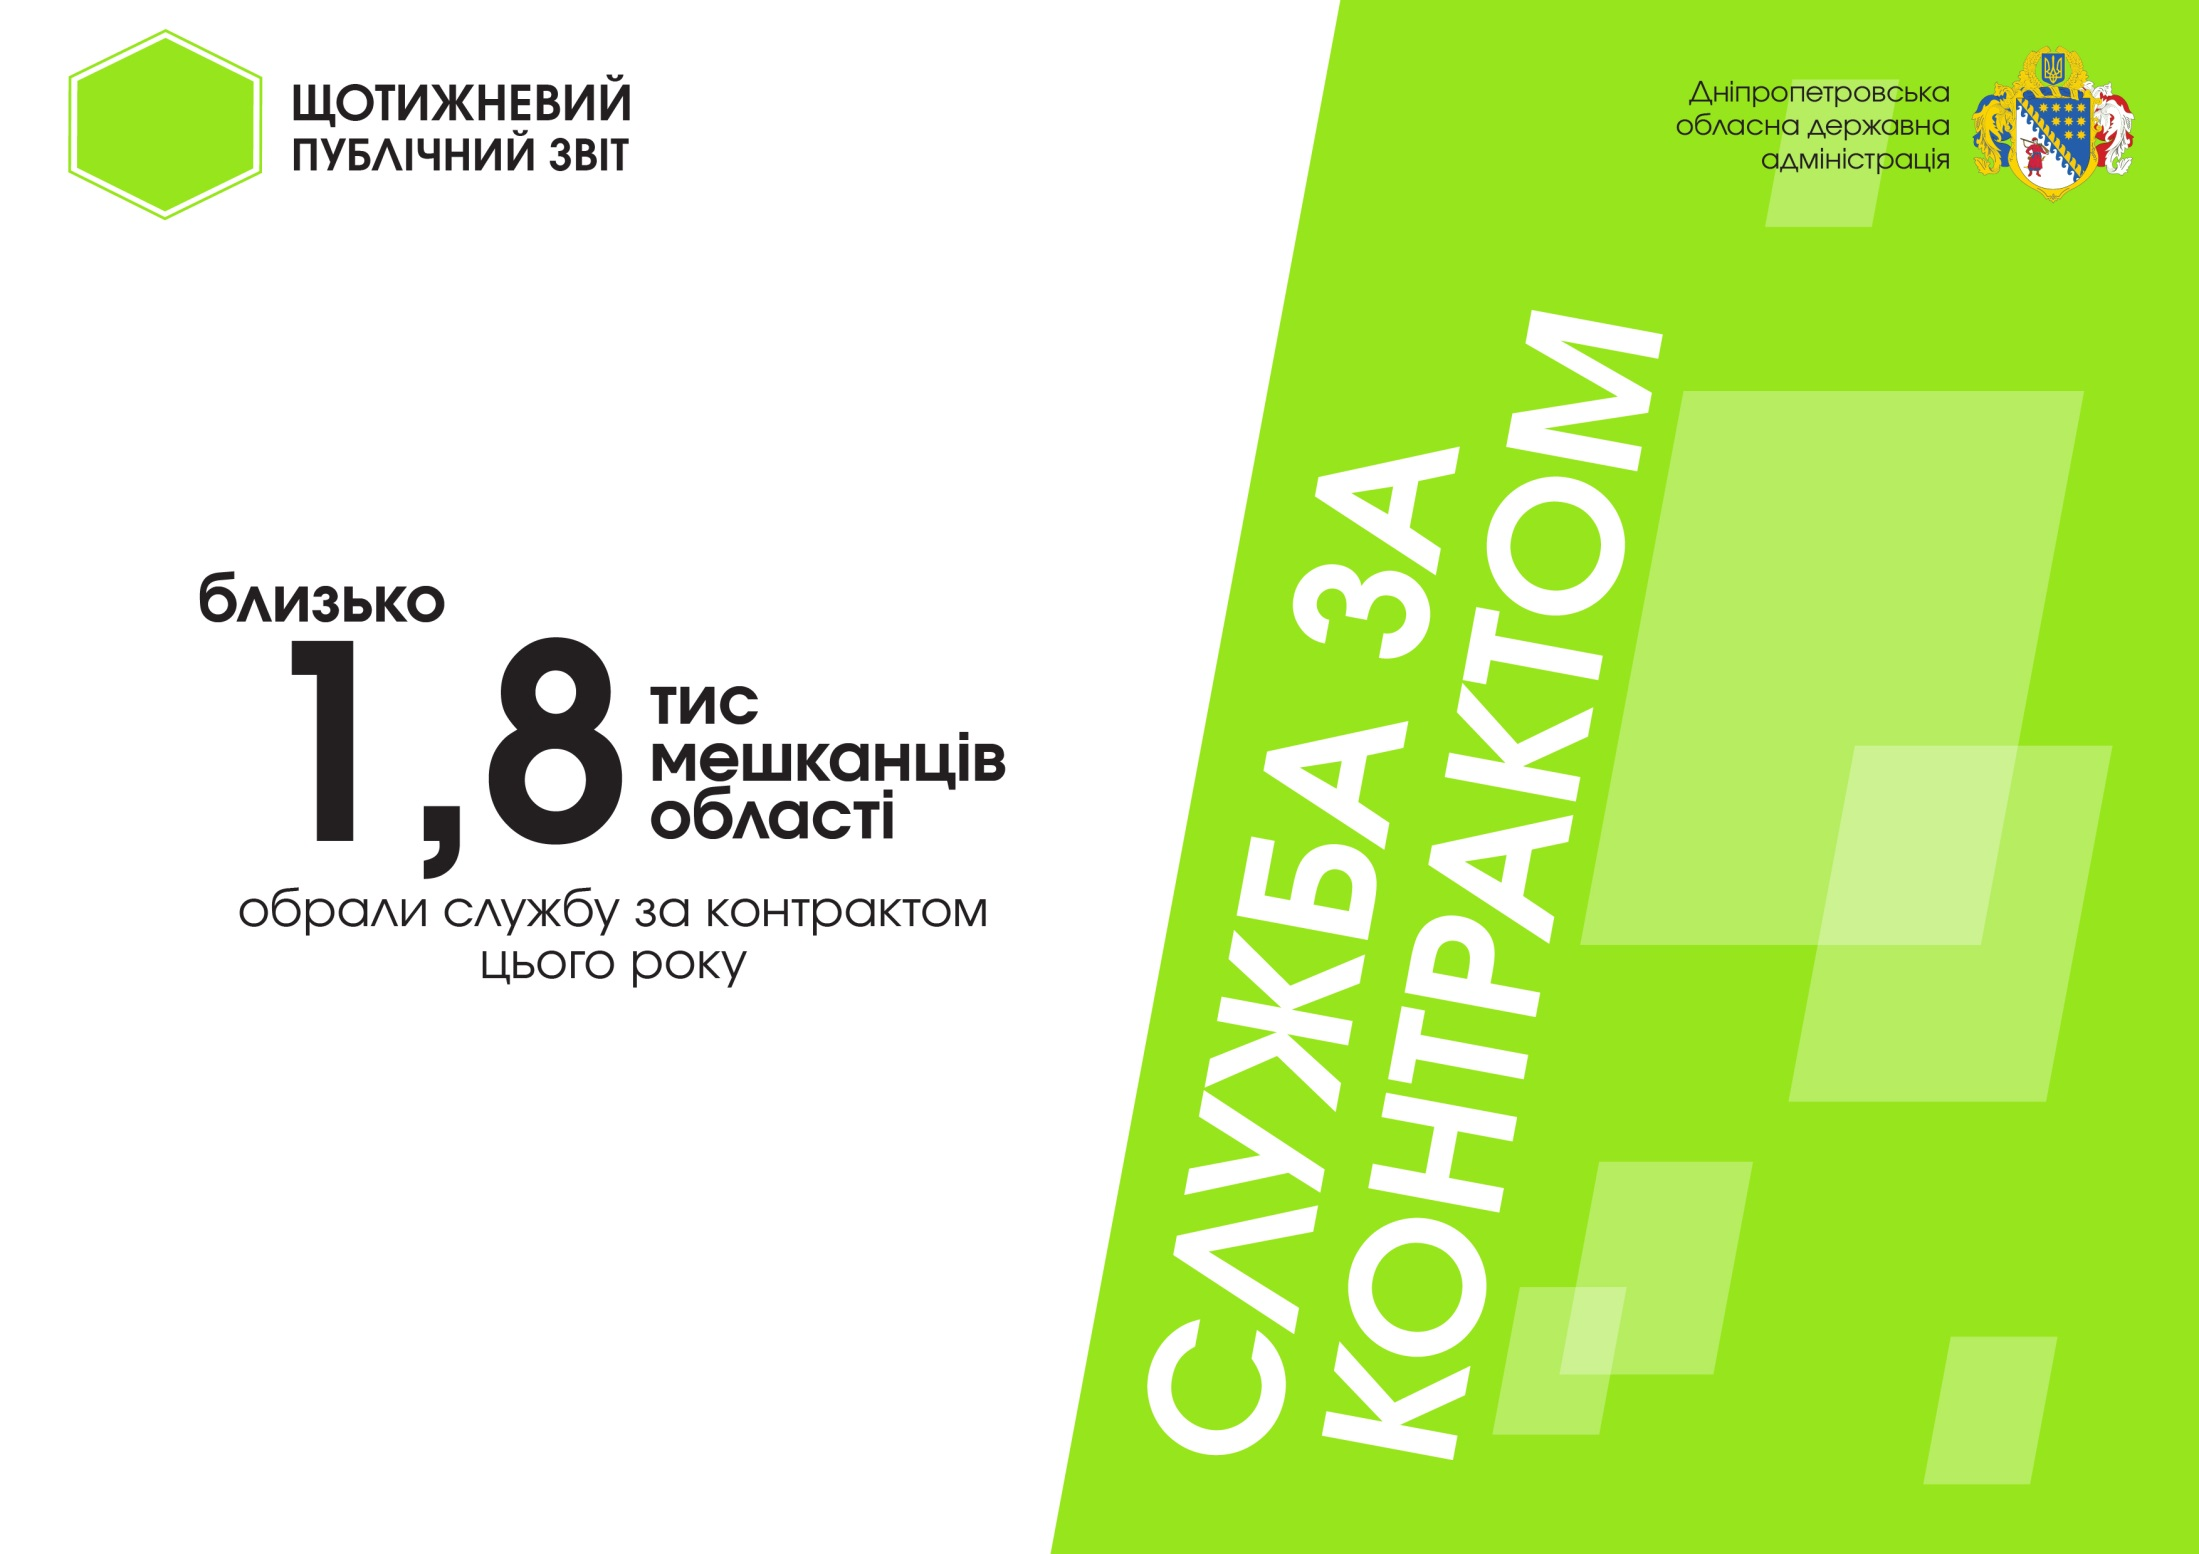 ЩОТИЖНЕВИЙ
ПУБЛІЧНИЙ ЗВІТ
Дніпропетровська
обласна державна
адміністрація
близько
1,8 тис
мешканців
області
обрали службу за контрактом
цього року
СЛУЖБА ЗА
КОНТРАКТОМ